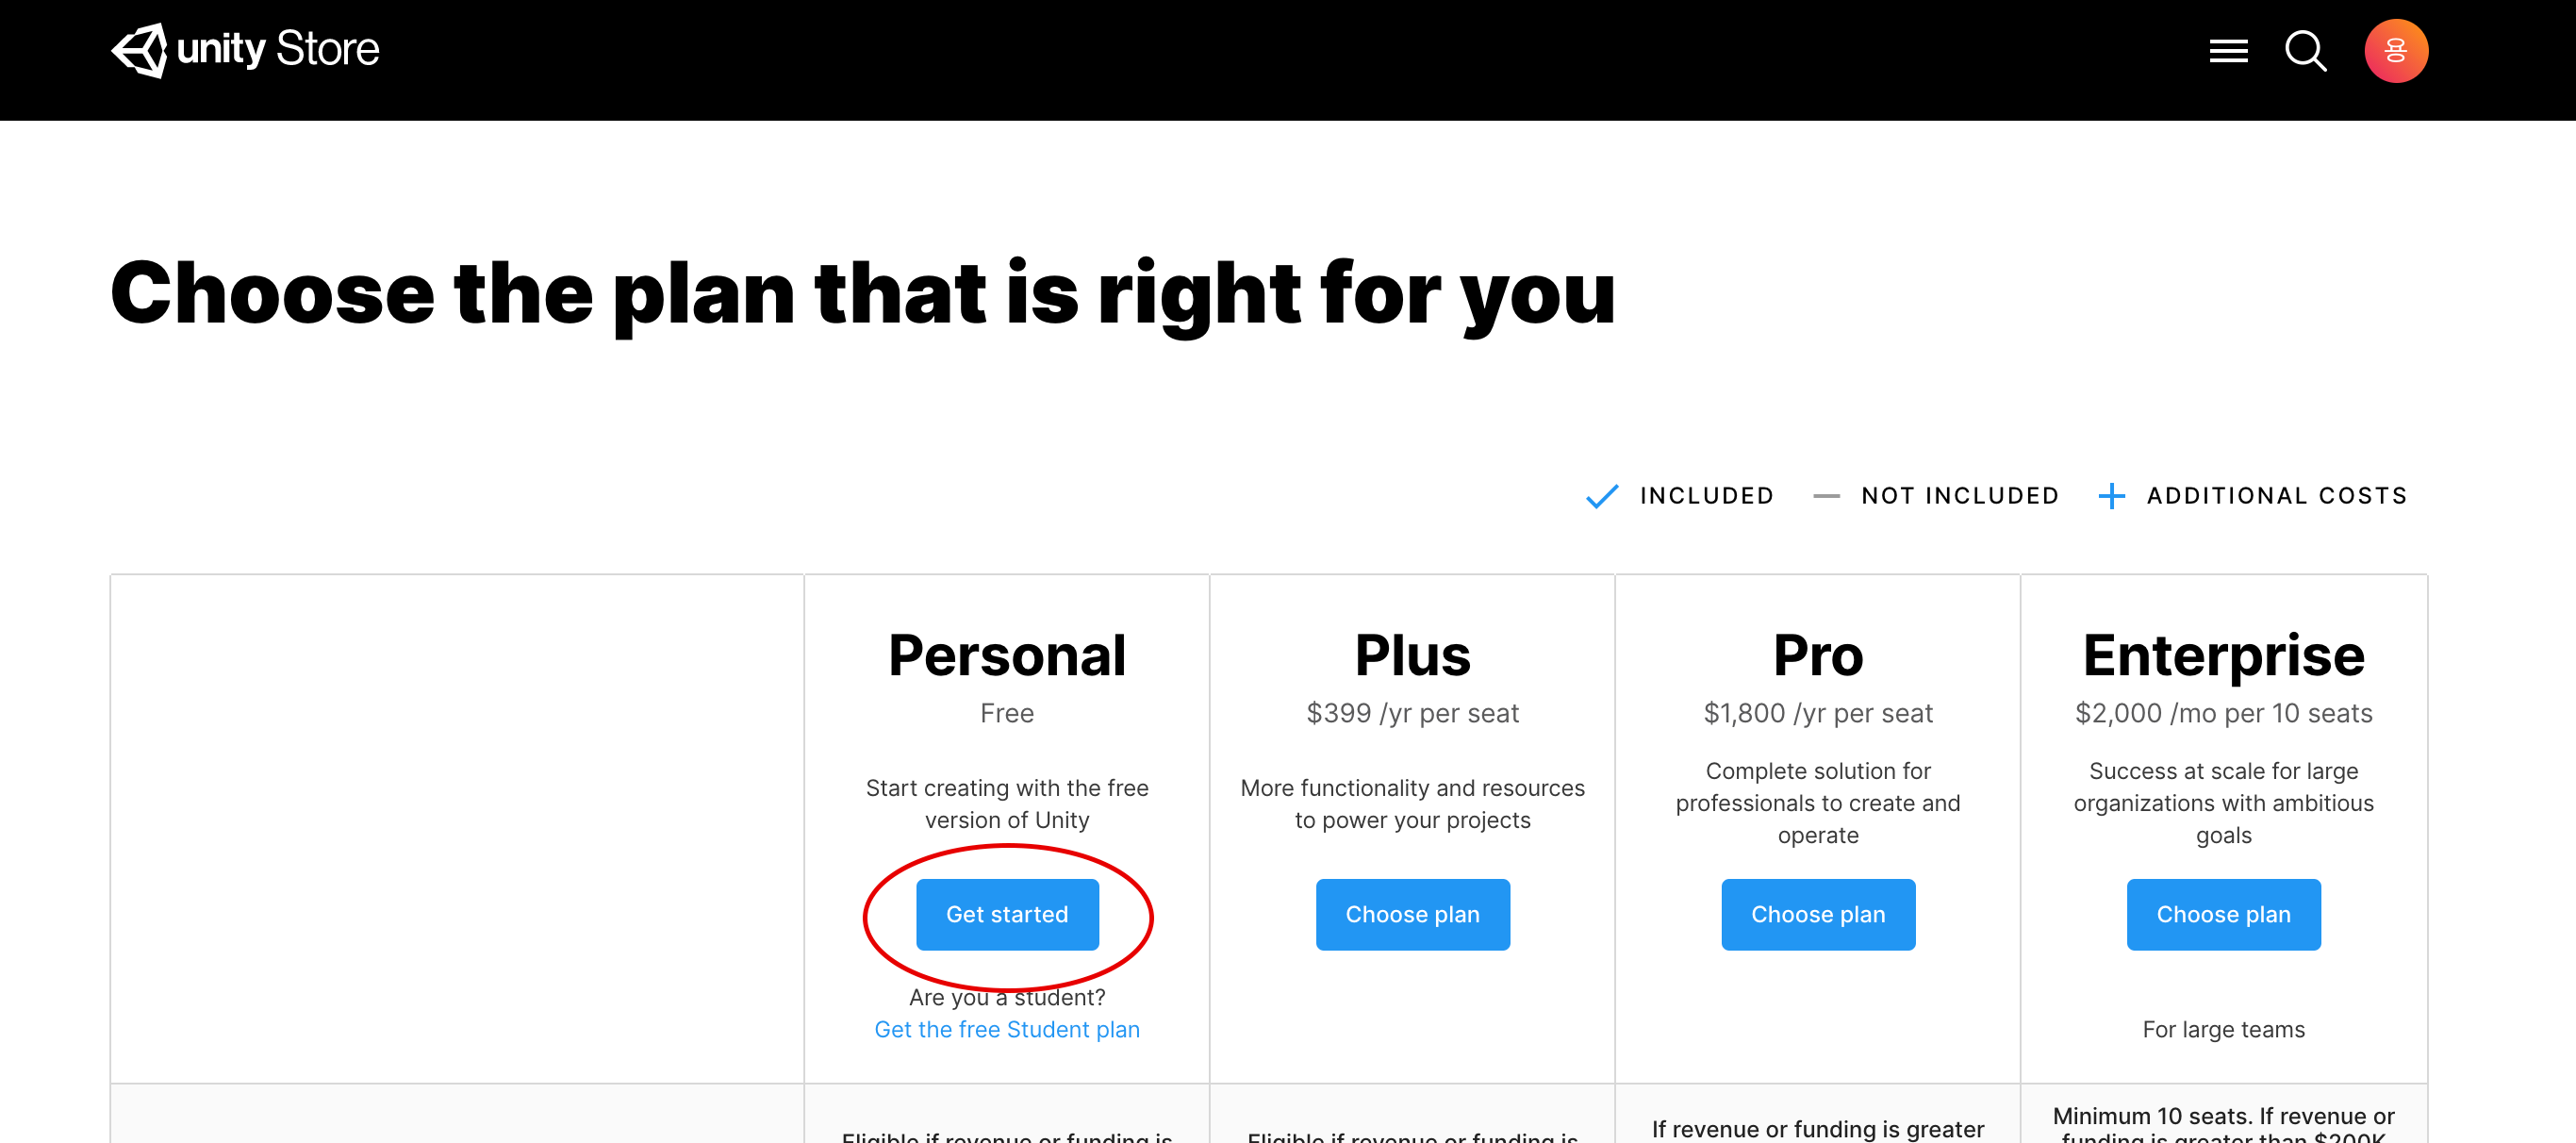 unity Store
Choose the plan that is right for you
INCLUDED
NOT INCLUDED
ADDITIONAL COSTS
Personal
Free
Start creating with the free
version of Unity
Get started
Are you a student?
Get the free Student plan
Plus
$399 /yr per seat
More functionality and resources
to power your projects
Choose plan
Pro
$1,800 /yr per seat
Complete solution for
professionals to create and
operate
Choose plan
Enterprise
$2,000 /mo per 10 seats
Success at scale for large
organizations with ambitious
goals
Choose plan
For large teams
Eligible if revenue or funding is
Eligible if revenue or funding is
If revenue or funding is greater
Minimum 10 seats. If revenue or
funding is greater than $200K